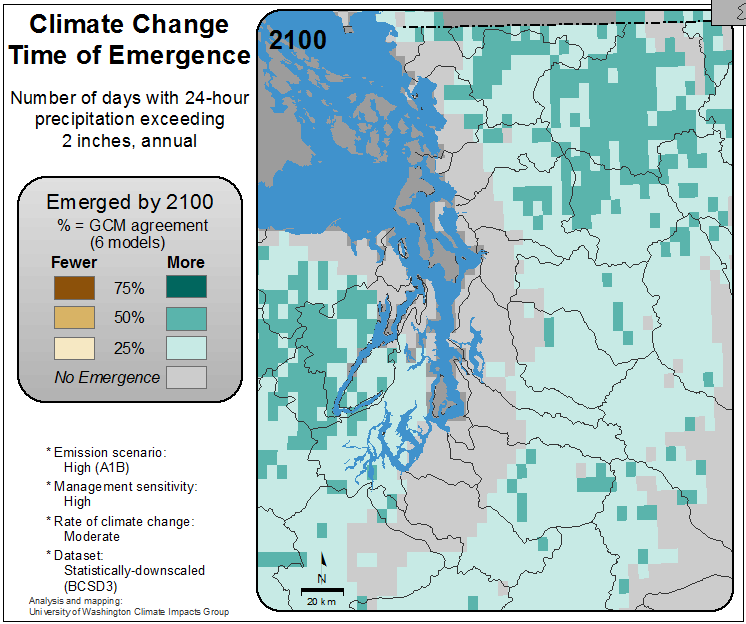 Climate Change
Time of Emergence
Number of days with 24-hour
precipitation exceeding
2 inches, annual
Emerged by 2100
% = GCM agreement
(6 models)
Fewer More
75%
50%
25%
No Emergence
* Emission scenario:
High (A1B)
* Management sensitivity:
High
* Rate of climate change:
Moderate
* Dataset:
Statistically-downscaled
(BCSD3)
Analysis and mapping:
University of Washington Climate Impacts Group
2100
N
20 km